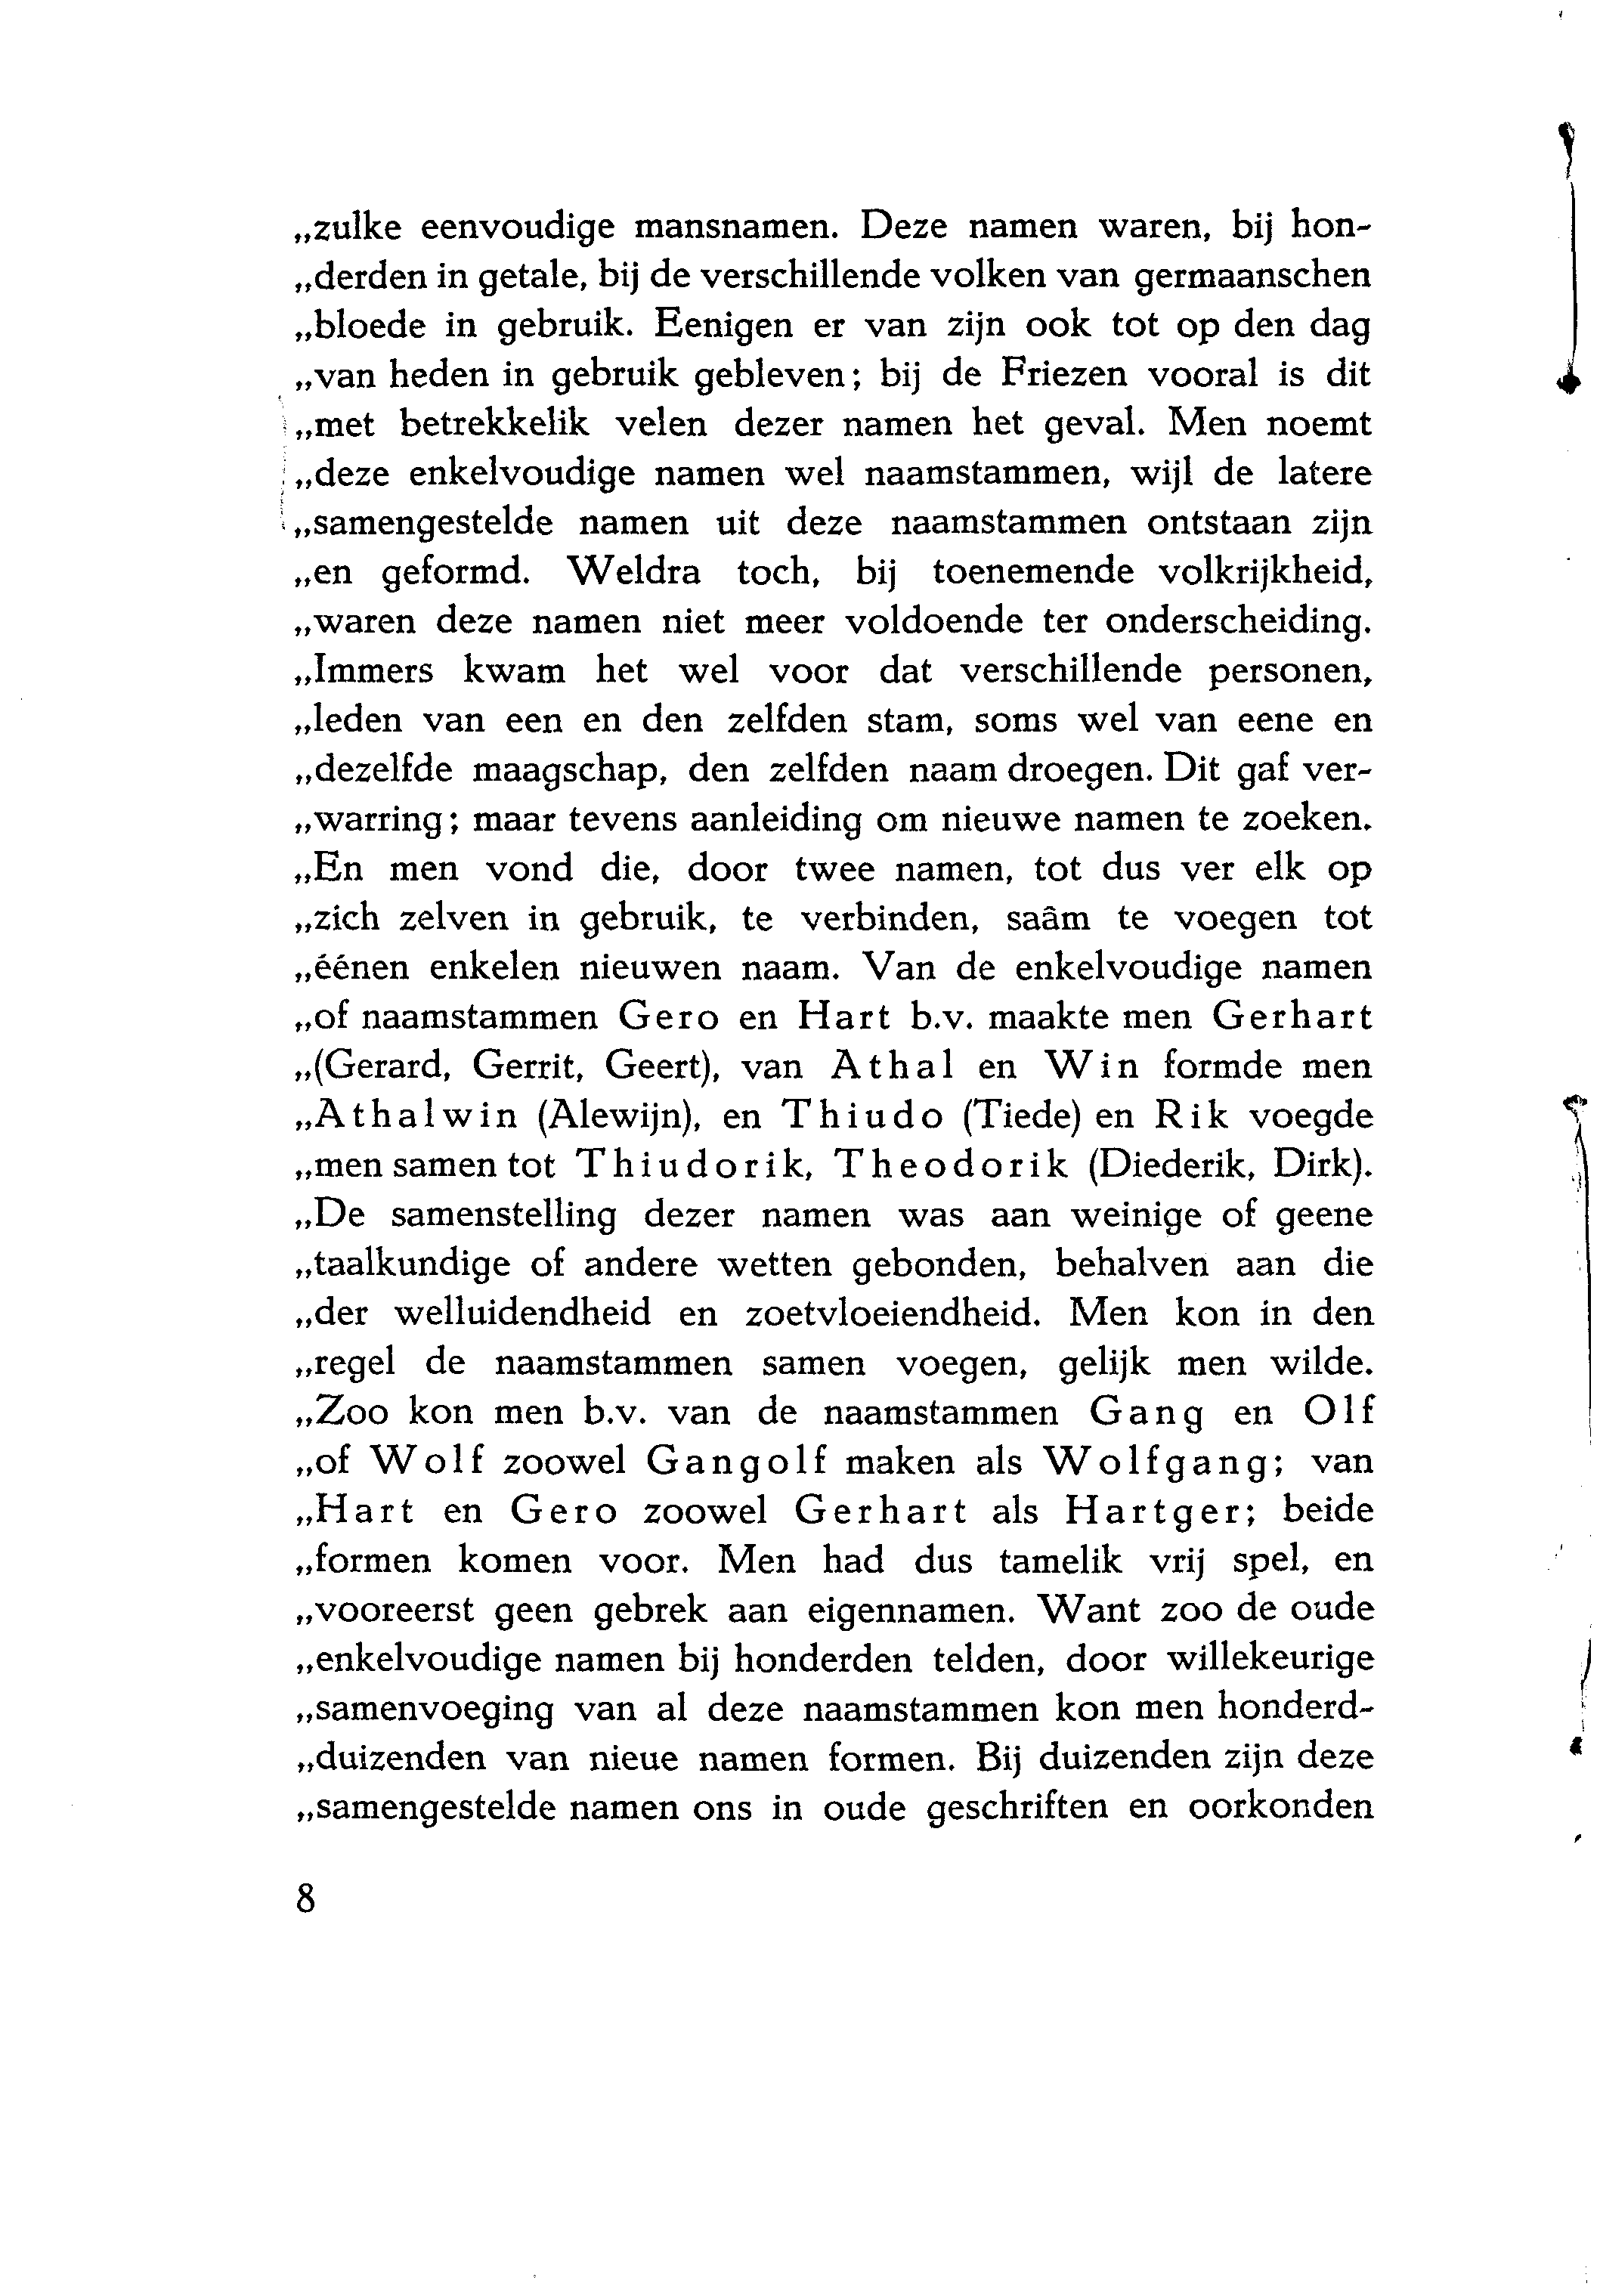 „zulke eenvoudige mansnamen. Deze namen waren, bij hon-
„derden in getale, bij de verschillende volken van germaanschen
„bloede in gebruik. Eenigen er van zijn ook tot op den dag
„van heden in gebruik gebleven; bij de Friezen vooral is dit
„met betrekkelik velen dezer namen het geval. Men noemt
„deze enkelvoudige namen wel naamstammen, wijl de latere
„samengestelde namen uit deze naamstammen ontstaan zijn
„en geformd. Weldra toch, bij toenemende volkrijkheid,
„waren deze namen niet meer voldoende ter onderscheiding.
„Immers kwam het wel voor dat verschillende personen,
„leden van een en den zelfden stam, soms wel van eene en
„dezelfde maagschap, den zelfden naam droegen. Dit gaf ver-
„warring; maar tevens aanleiding om nieuwe namen te zoeken.
„En men vond die, door twee namen, tot dus ver elk op
„zich zelven in gebruik, te verbinden, saâm te voegen tot
„éénen enkelen nieuwen naam. Van de enkelvoudige namen
„of naamstammen Gero en Hart b.v. maakte men Gerhart
„(Gerard, Gerrit, Geert), van Athal en Win formde men
„Athalwin (Alewijn), en Thiudo (Tiede) en Rik voegde
„men samen tot Thiudorik, Theodorik (Diederik, Dirk).
„De samenstelling dezer namen was aan weinige of geene
„taalkundige of andere wetten gebonden, behalven aan die
„der welluidendheid en zoetvloeiendheid. Men kon in den
„regel de naamstammen samen voegen, gelijk men wilde.
„Zoo kon men b.v. van de naamstammen Gang en Olf
„of Wolf zoowel Gangolf maken als Wolfgang; van
„Hart en Gero zoowel Gerhart als Hartger; beide
„formen komen voor. Men had dus tamelik vrij spel, en
„vooreerst geen gebrek aan eigennamen. Want zoo de oude
„enkelvoudige namen bij honderden telden, door willekeurige
„samenvoeging van al deze naamstammen kon men honderd-
„duizenden van nieue namen formen. Bij duizenden zijn deze
„samengestelde namen ons in oude geschriften en oorkonden
8